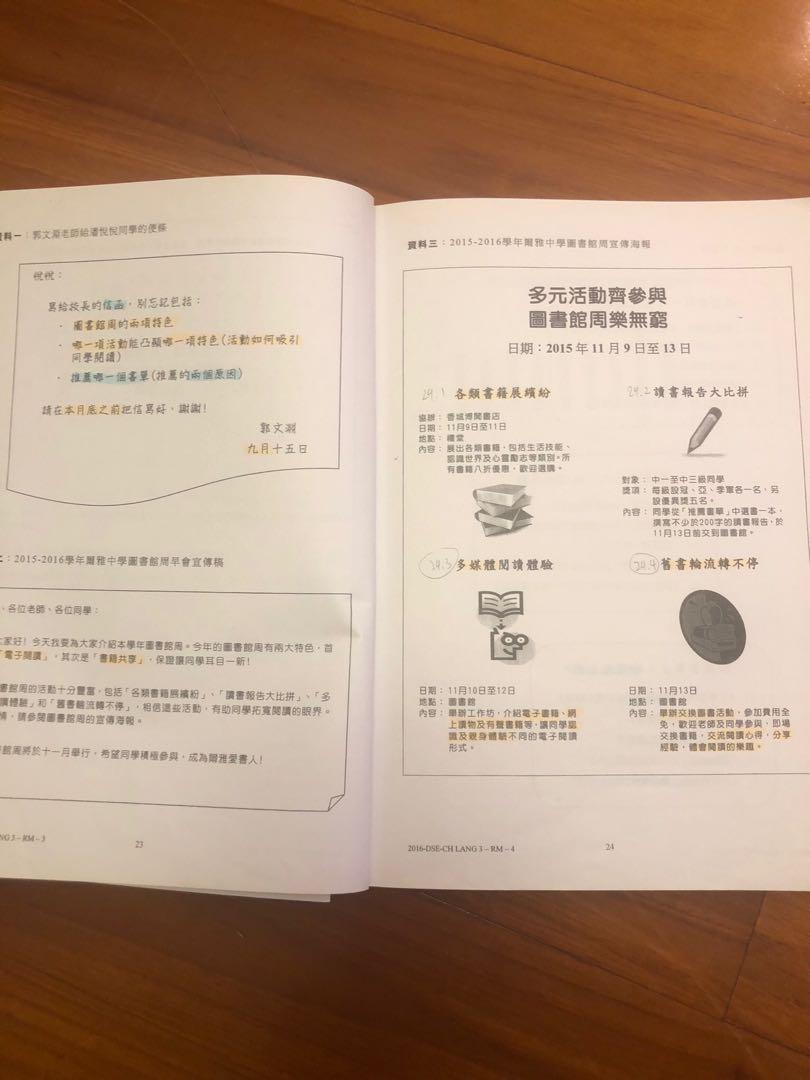 資料一：郭文淵老師給潘悅悅同學的便條
悅悅：
寫給校長的信函，別忘記包括：
· 圖書館周的兩項特色
· 哪一項活動能凸顯哪一項特色(活動如何吸引
同學閱讀)
· 推薦哪一個書單(推薦的兩個原因)
請在本月底之前把信寫好，謝謝！
郭文淵
九月十五日
：2015-2016學年爾雅中學圖書館周早會宣傳稿
、各位老師、各位同學：
家好！今天我要為大家介紹本學年圖書館周。今年的圖書館周有兩大特色，首
「電子閱讀」，其次是「書籍共享」，保證讓同學耳目一新！
書館周的活動十分豐富，包括「各類書籍展繽紛」、「讀書報告大比拼」、「多
讀體驗」和「舊書輪流轉不停」，相信這些活動，有助同學拓寬閱讀的眼界。
情，請參閱圖書館周的宣傳海報。
館周將於十一月舉行，希望同學積極參與，成為爾雅愛書人！
NG 3 – RM – 3
23
資料三：2015-2016學年爾雅中學圖書館周宣傳海報
多元活動齊參與
圖書館周樂無窮
日期：2015 年 11 月 9 日至 13 日
24.1 各類書籍展繽紛
協辦：香城博閱書店
日期：11月9日至11日
地點：禮堂
內容：展出各類書籍，包括生活技能、
認識世界及心靈勵志等類別。所
有書籍八折優惠，歡迎選購。
24.2 讀書報告大比拼
對象：中一至中三級同學
獎項：每級設冠、亞、季軍各一名，另
設優異獎五名。
內容：同學從「推薦書單」中選書一本，
撰寫不少於200字的讀書報告，於
11月13日前交到圖書館。
24.3 多媒體閱讀體驗
日期：11月10日至12日
地點：圖書館
內容：舉辦工作坊，介紹電子書籍、網
上讀物及有聲書籍等，讓同學認
識及親身體驗不同的電子閱讀
形式。
24.4 舊書輪流轉不停
日期：11月13日
地點：圖書館
內容：舉辦交換圖書活動，參加費用全
免，歡迎老師及同學參與，即場
交換書籍，交流閱讀心得，分享
經驗，體會閱讀的樂趣。
2016-DSE-CH LANG 3 – RM – 4
24